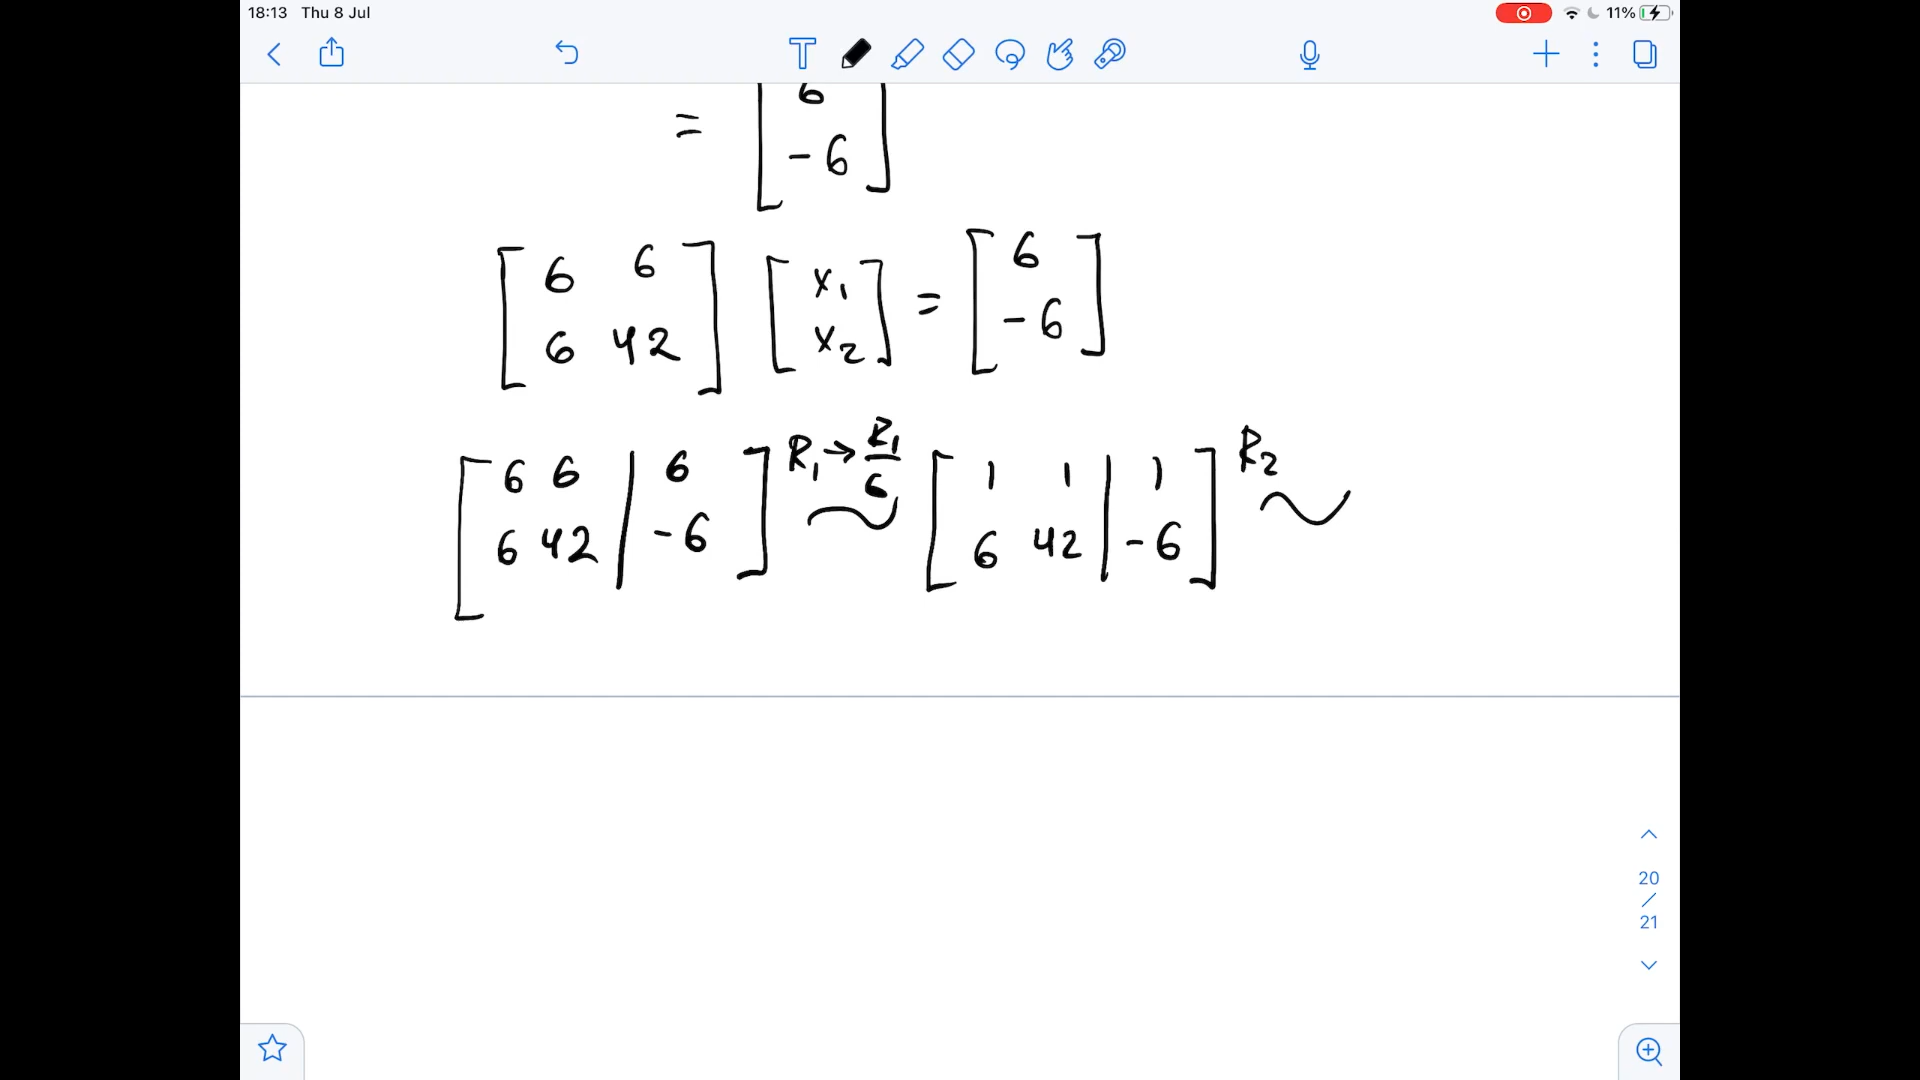 18:13 Thu 8 Jul 11%
T
6
= [ -6 ]
[ 6 6 ] [ x₁ ] = [ 6 ]
[ 6 42 ] [ x₂ ] [ -6 ]
[ 6 6 | 6 ] R₁ → R₁/6 [ 1 1 | 1 ] R₂
[ 6 42 | -6 ] ~ [ 6 42 | -6 ] ~
20
/
21